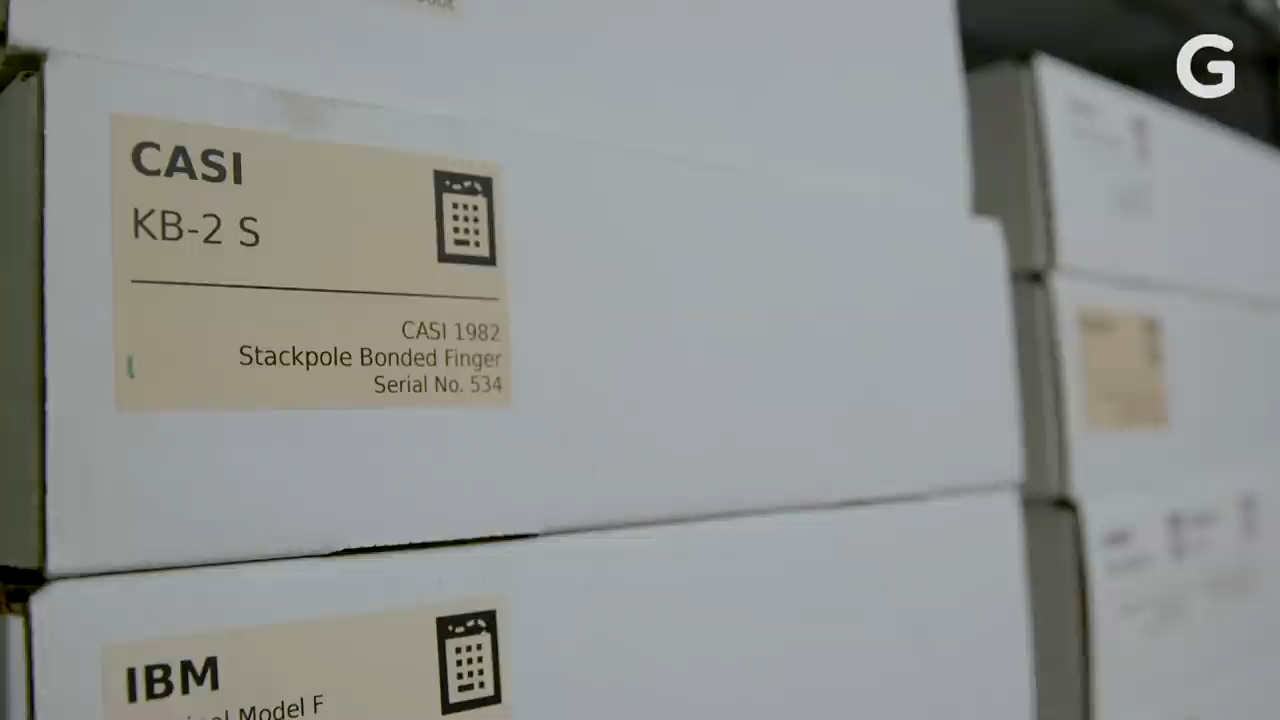 G
CASI
KB-2 S
CASI 1982
Stackpole Bonded Finger
Serial No. 534
IBM
Model F